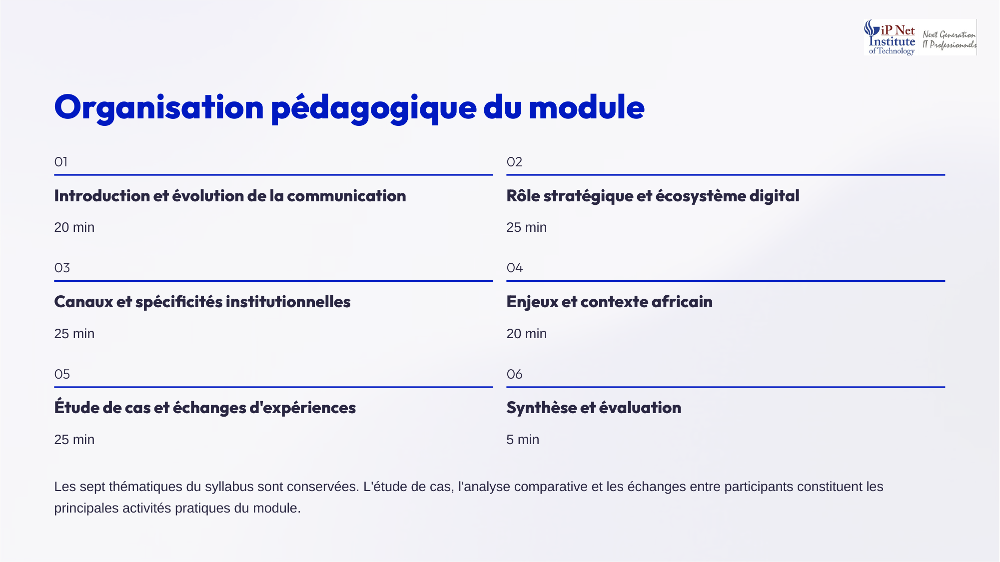 iP Net
Institute
of Technology
Next Generation
IT Professionnels
Organisation pédagogique du module
01
Introduction et évolution de la communication
20 min
02
Rôle stratégique et écosystème digital
25 min
03
Canaux et spécificités institutionnelles
25 min
04
Enjeux et contexte africain
20 min
05
Étude de cas et échanges d'expériences
25 min
06
Synthèse et évaluation
5 min
Les sept thématiques du syllabus sont conservées. L'étude de cas, l'analyse comparative et les échanges entre participants constituent les
principales activités pratiques du module.